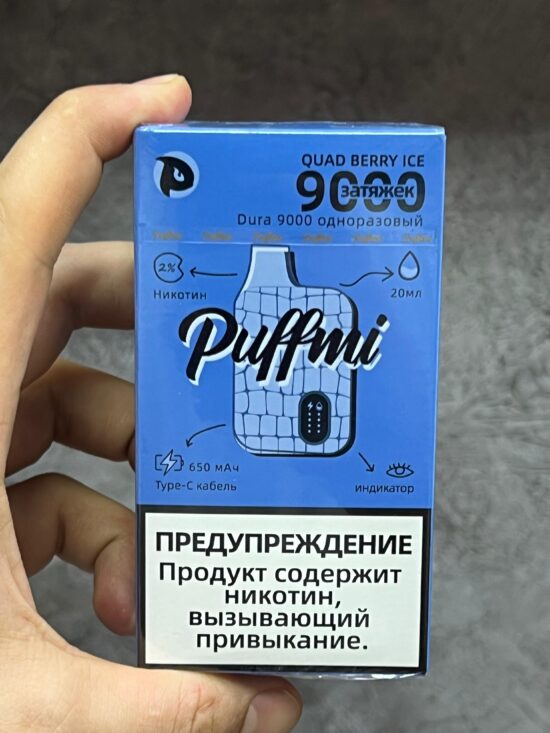 QUAD BERRY ICE
9000
затяжек
Dura 9000 одноразовый
2%
Никотин
20мл
Puffmi
650 мАч
Type-C кабель
индикатор
ПРЕДУПРЕЖДЕНИЕ
Продукт содержит
никотин,
вызывающий
привыкание.